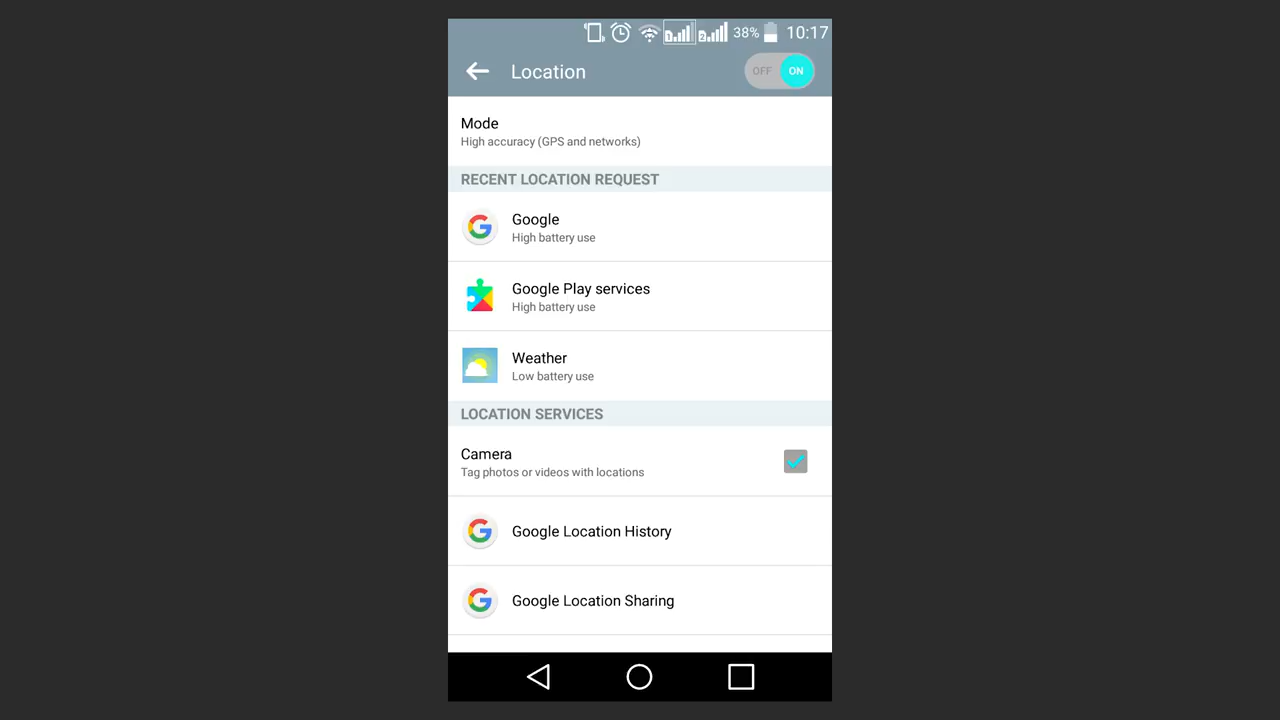 38% 10:17
Location OFF ON
Mode
High accuracy (GPS and networks)
RECENT LOCATION REQUEST
Google
High battery use
Google Play services
High battery use
Weather
Low battery use
LOCATION SERVICES
Camera
Tag photos or videos with locations
Google Location History
Google Location Sharing